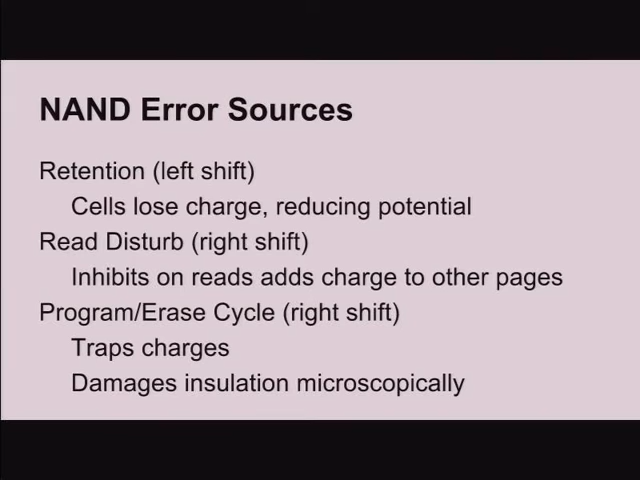 NAND Error Sources
Retention (left shift)
Cells lose charge, reducing potential
Read Disturb (right shift)
Inhibits on reads adds charge to other pages
Program/Erase Cycle (right shift)
Traps charges
Damages insulation microscopically